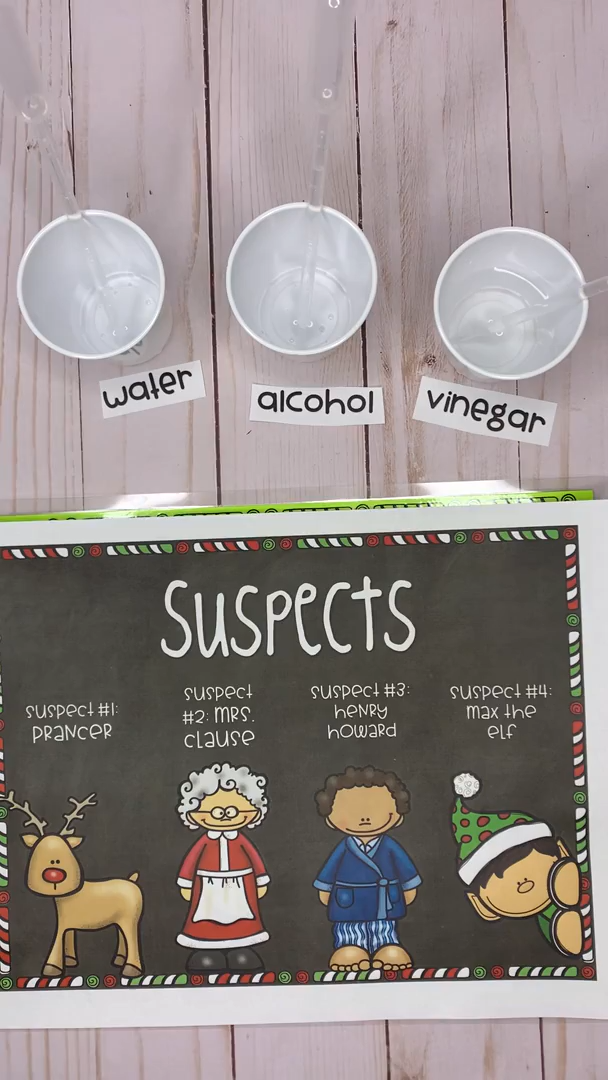 water
alcohol
vinegar
Suspects
suspect #1:
PRANCER
suspect
#2: MRS.
clause
suspect #3:
henry
howard
suspect #4:
max the
elf